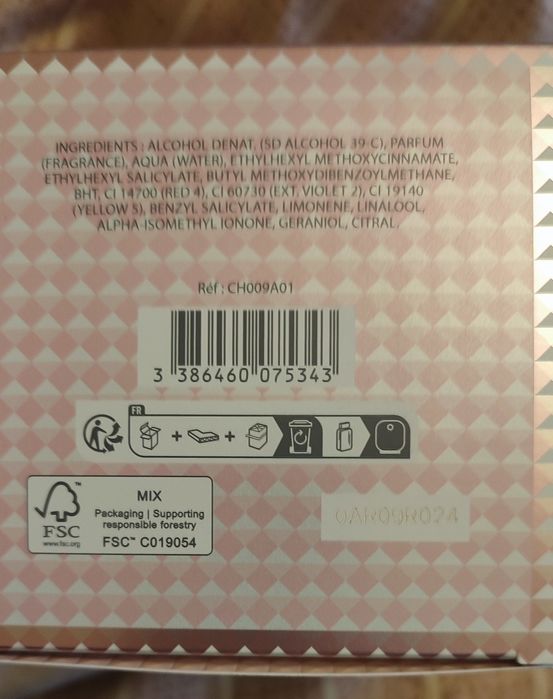 INGREDIENTS : ALCOHOL DENAT, (SD ALCOHOL 39-C), PARFUM
(FRAGRANCE), AQUA (WATER), ETHYLHEXYL METHOXYCINNAMATE,
ETHYLHEXYL SALICYLATE, BUTYL METHOXYDIBENZOYLMETHANE,
BHT, CI 14700 (RED 4), CI 60730 (EXT, VIOLET 2), CI 19140
(YELLOW 5), BENZYL SALICYLATE, LIMONENE, LINALOOL,
ALPHA-ISOMETHYL IONONE, GERANIOL, CITRAL.
Réf : CH009A01
3 386460 075343
FR
FSC
www.fsc.org
MIX
Packaging | Supporting
responsible forestry
FSC™ C019054
0AR09R024